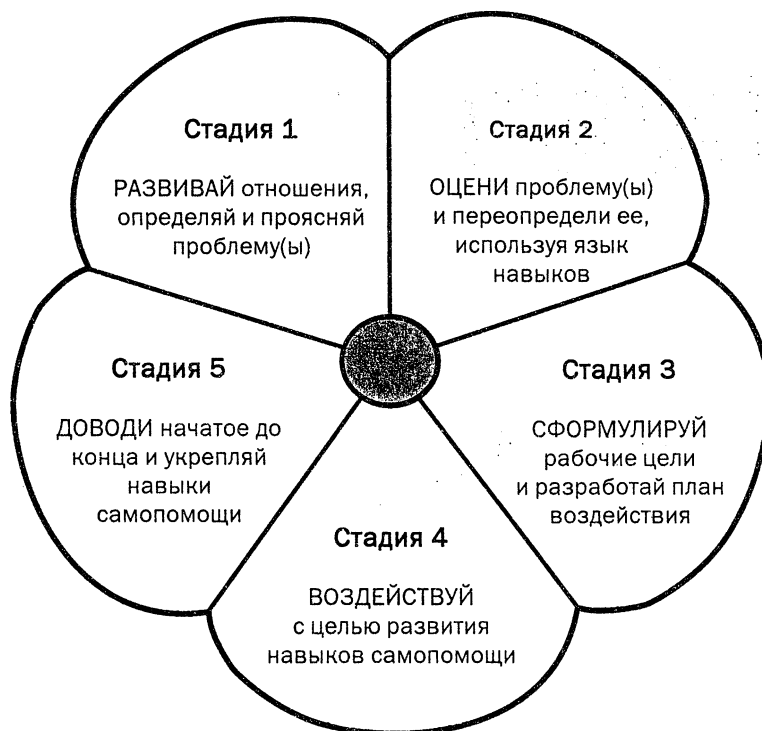 Стадия 1
РАЗВИВАЙ отношения,
определяй и проясняй
проблему(ы)
Стадия 2
ОЦЕНИ проблему(ы)
и переопредели ее,
используя язык
навыков
Стадия 3
СФОРМУЛИРУЙ
рабочие цели
и разработай план
воздействия
Стадия 4
ВОЗДЕЙСТВУЙ
с целью развития
навыков самопомощи
Стадия 5
ДОВОДИ начатое до
конца и укрепляй
навыки
самопомощи